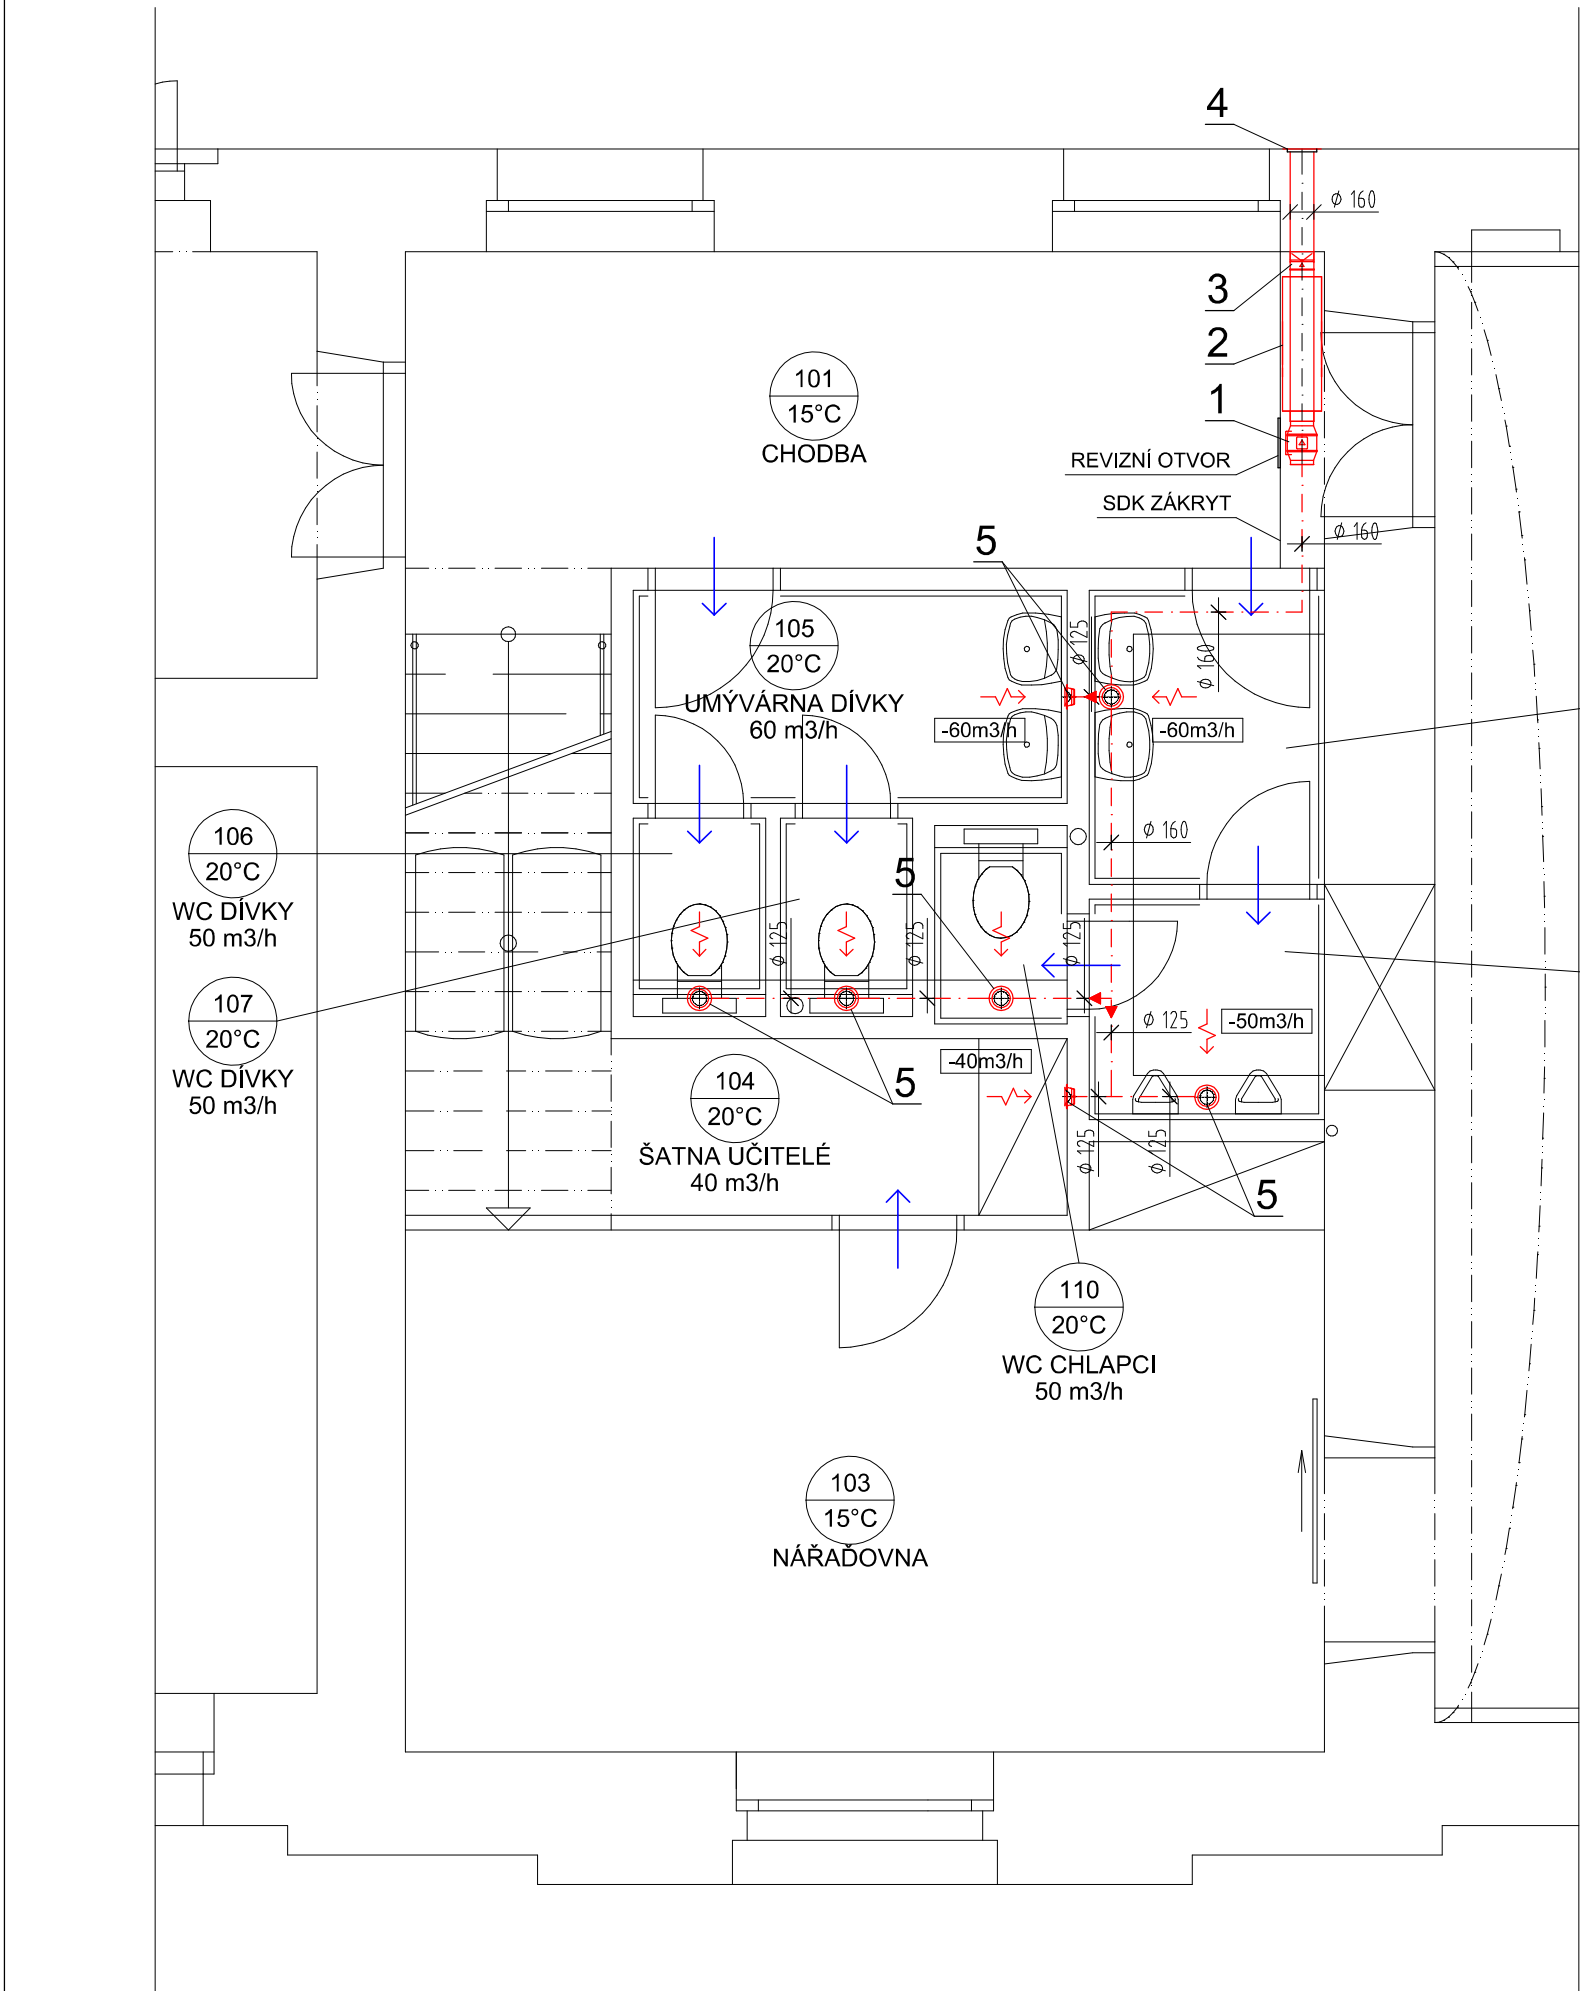 4
ϕ 160
3
2
1
101
15°C
CHODBA
REVIZNÍ OTVOR
SDK ZÁKRYT
ϕ 160
5
ϕ 125
105
20°C
ϕ 160
UMÝVÁRNA DÍVKY
60 m3/h
-60m3/h
-60m3/h
106
20°C
WC DÍVKY
50 m3/h
ϕ 160
5
ϕ 125
ϕ 125
ϕ 125
107
20°C
WC DÍVKY
50 m3/h
ϕ 125
-50m3/h
-40m3/h
104
20°C
ŠATNA UČITELÉ
40 m3/h
5
ϕ 125
ϕ 125
5
110
20°C
WC CHLAPCI
50 m3/h
103
15°C
NÁŘAĎOVNA